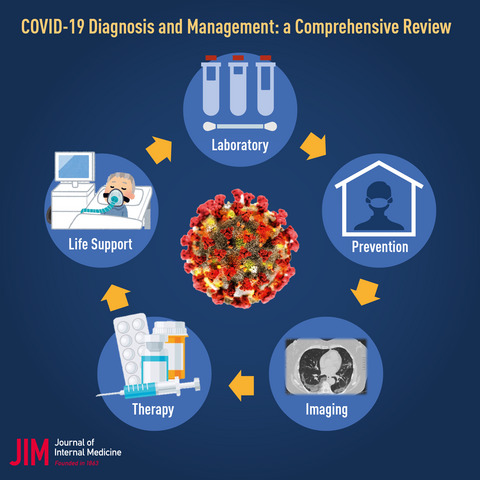 COVID-19 Diagnosis and Management: a Comprehensive Review
Laboratory
Prevention
Imaging
Therapy
Life Support
JIM
Journal of
Internal Medicine
Founded in 1863